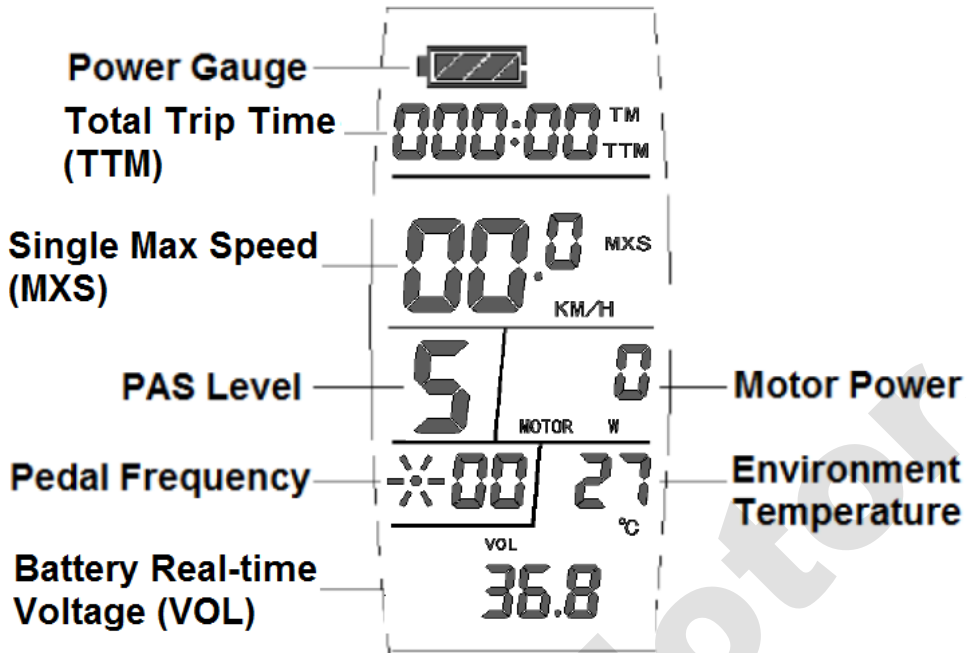 Power Gauge
Total Trip Time
(TTM)
000:00 TM
TTM
Single Max Speed
(MXS)
00.0 MXS
KM/H
PAS Level
5
0
Motor Power
MOTOR W
Pedal Frequency
00
27
Environment
Temperature
℃
Battery Real-time
Voltage (VOL)
VOL
36.8